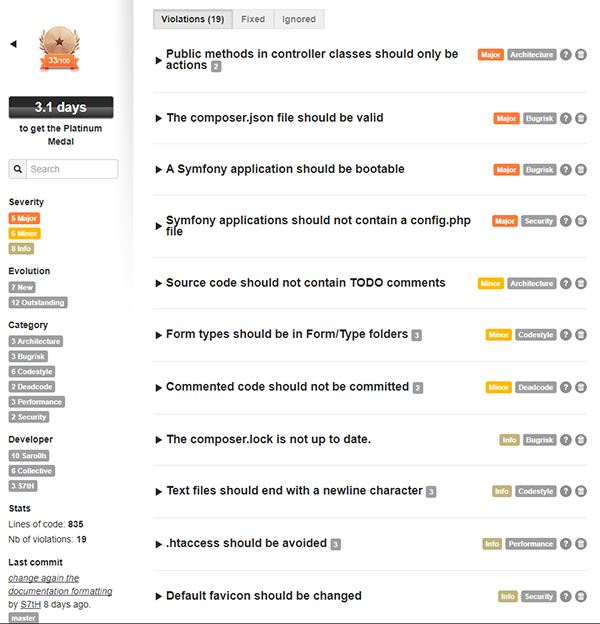 33/100
3.1 days
to get the Platinum
Medal
Search
Severity
5 Major
6 Minor
8 Info
Evolution
7 New
12 Outstanding
Category
3 Architecture
3 Bugrisk
6 Codestyle
2 Deadcode
3 Performance
2 Security
Developer
10 Saro0h
6 Collective
3 S7tH
Stats
Lines of code: 835
Nb of violations: 19
Last commit
change again the
documentation formatting
by S7tH 8 days ago.
master
Violations (19) Fixed Ignored
Public methods in controller classes should only be
actions 2
Major Architecture ?
The composer.json file should be valid
Major Bugrisk ?
A Symfony application should be bootable
Major Bugrisk ?
Symfony applications should not contain a config.php
file
Major Security ?
Source code should not contain TODO comments
Minor Architecture ?
Form types should be in Form/Type folders 3
Minor Codestyle ?
Commented code should not be committed 2
Minor Deadcode ?
The composer.lock is not up to date.
Info Bugrisk ?
Text files should end with a newline character 3
Info Codestyle ?
.htaccess should be avoided 3
Info Performance ?
Default favicon should be changed
Info Security ?